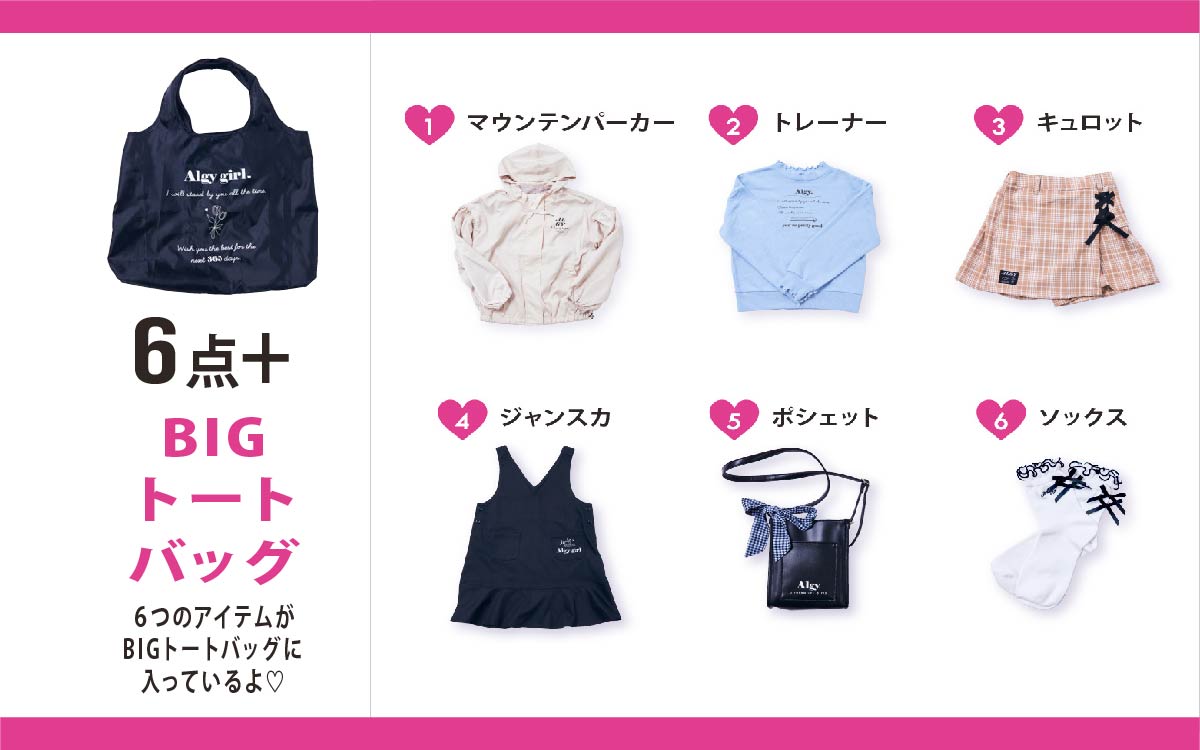 Algy girl.
I will stand by you all the time.
Wish you the best for the
next 365 days.
6点+
BIG
トート
バッグ
6つのアイテムが
BIGトートバッグに
入っているよ♡
1 マウンテンパーカー
2 トレーナー
Algy.
3 キュロット
ALGY
4 ジャンスカ
Algy girl
5 ポシェット
Algy
6 ソックス